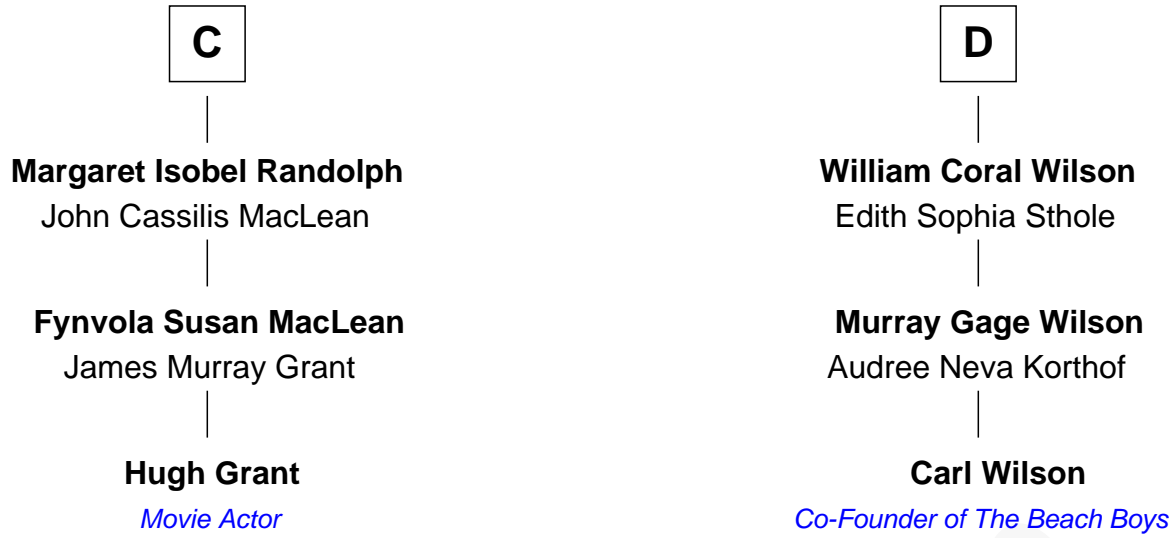 C
Margaret Isobel Randolph
John Cassilis MacLean
Fynvola Susan MacLean
James Murray Grant
Hugh Grant
Movie Actor
D
William Coral Wilson
Edith Sophia Sthole
Murray Gage Wilson
Audree Neva Korthof
Carl Wilson
Co-Founder of The Beach Boys